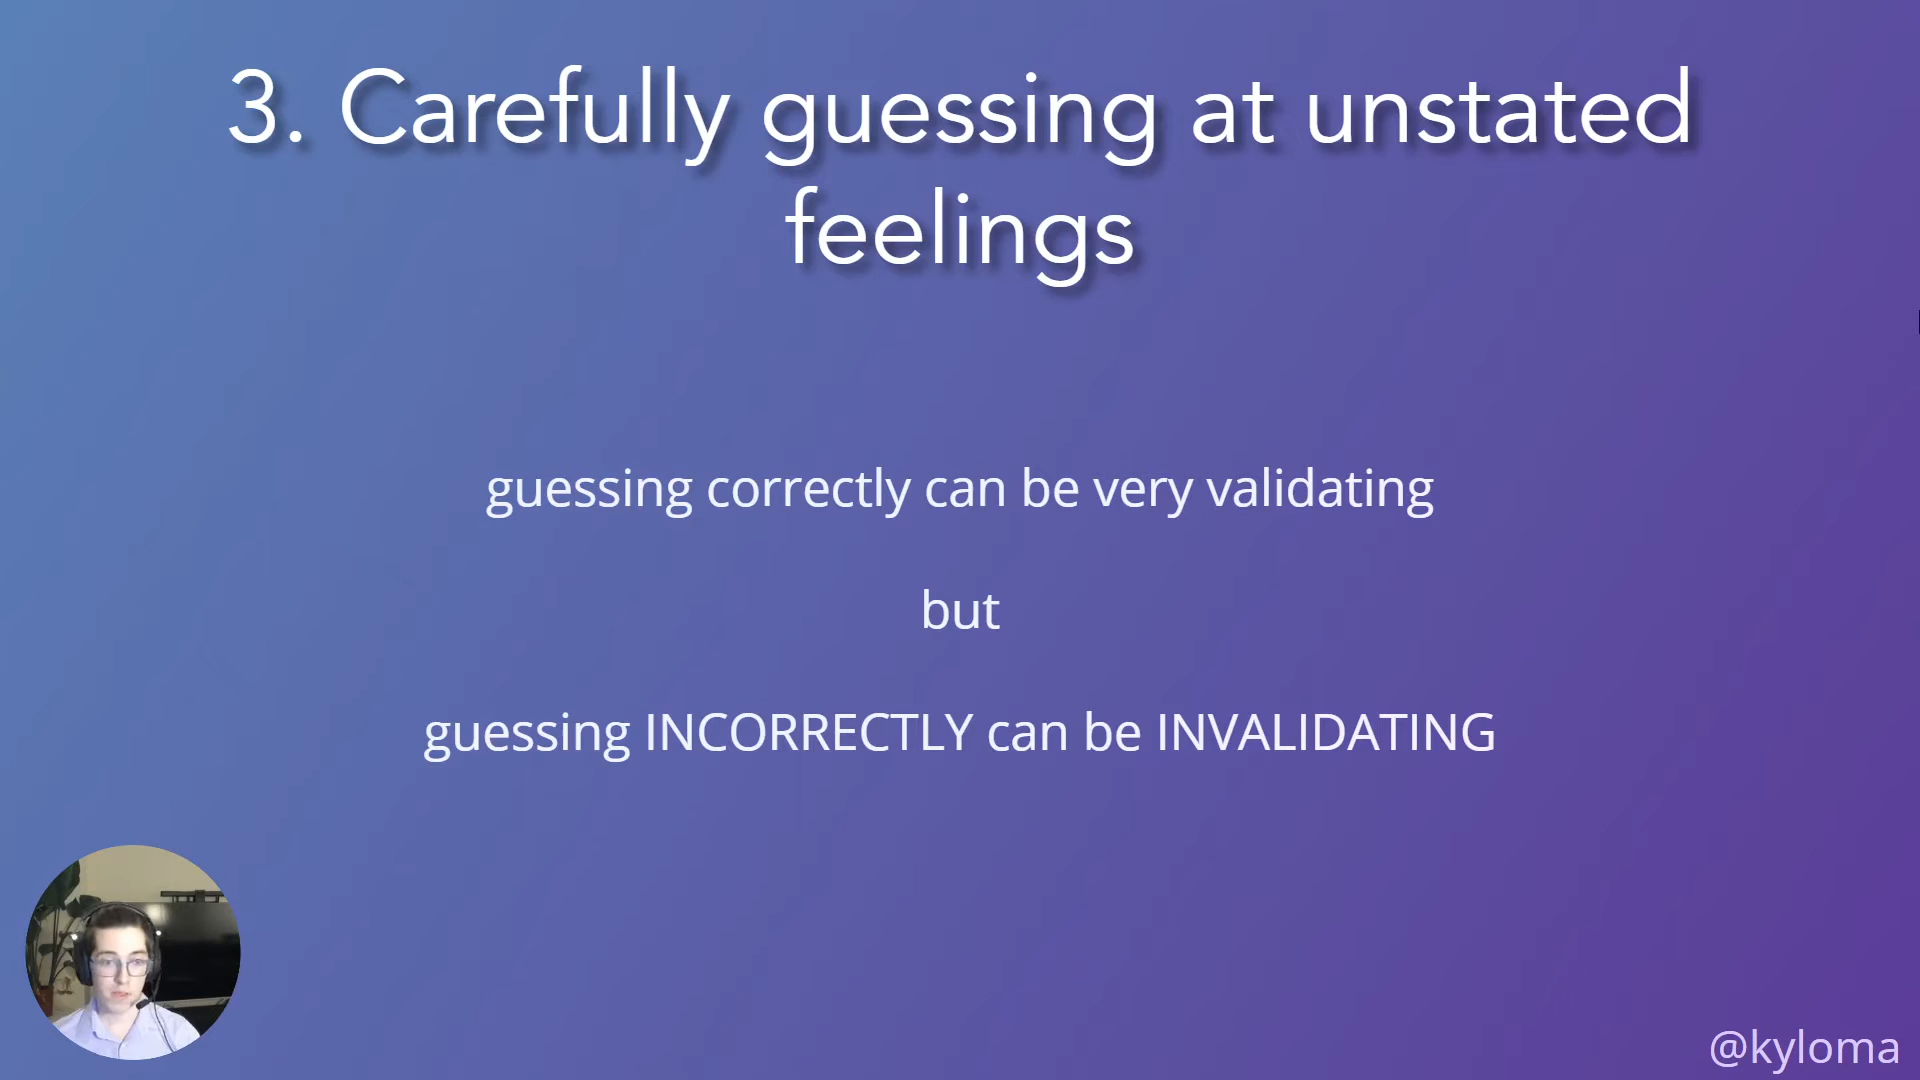 3. Carefully guessing at unstated
feelings
guessing correctly can be very validating
but
guessing INCORRECTLY can be INVALIDATING
@kyloma